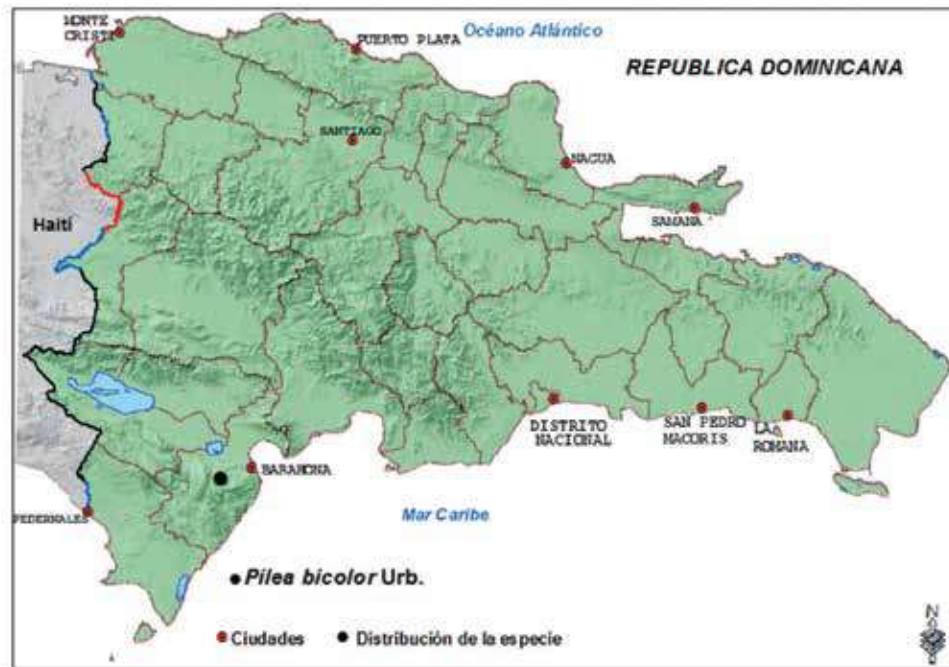 MONTE
CRISTI
PUERTO PLATA
Océano Atlántico
REPUBLICA DOMINICANA
SANTIAGO
NAGUA
SAMANA
Haití
DISTRITO
NACIONAL
SAN PEDRO
MACORIS
LA
ROMANA
BARAHONA
PEDERNALES
Mar Caribe
Pilea bicolor Urb.
Ciudades
Distribución de la especie